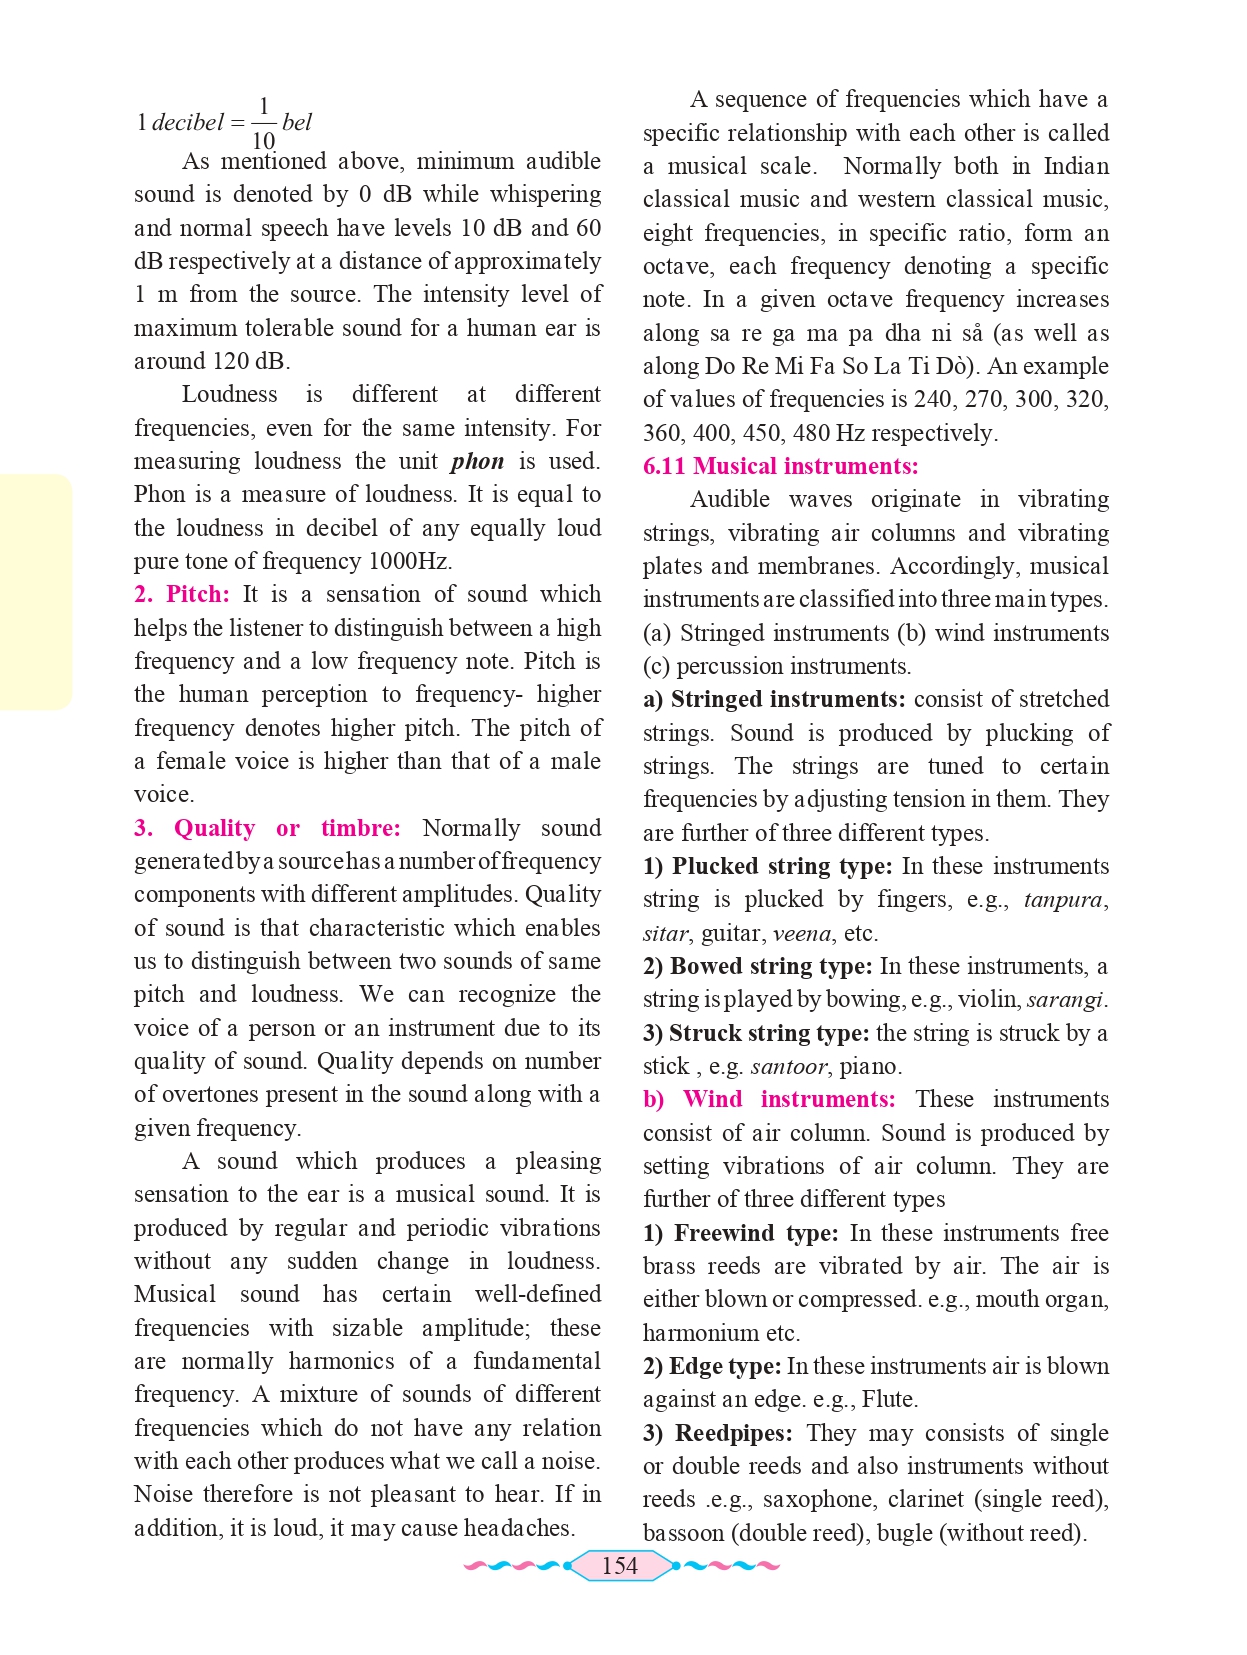 1 decibel = 1/10 bel
As mentioned above, minimum audible
sound is denoted by 0 dB while whispering
and normal speech have levels 10 dB and 60
dB respectively at a distance of approximately
1 m from the source. The intensity level of
maximum tolerable sound for a human ear is
around 120 dB.
Loudness is different at different
frequencies, even for the same intensity. For
measuring loudness the unit phon is used.
Phon is a measure of loudness. It is equal to
the loudness in decibel of any equally loud
pure tone of frequency 1000Hz.
2. Pitch: It is a sensation of sound which
helps the listener to distinguish between a high
frequency and a low frequency note. Pitch is
the human perception to frequency- higher
frequency denotes higher pitch. The pitch of
a female voice is higher than that of a male
voice.
3. Quality or timbre: Normally sound
generated by a source has a number of frequency
components with different amplitudes. Quality
of sound is that characteristic which enables
us to distinguish between two sounds of same
pitch and loudness. We can recognize the
voice of a person or an instrument due to its
quality of sound. Quality depends on number
of overtones present in the sound along with a
given frequency.
A sound which produces a pleasing
sensation to the ear is a musical sound. It is
produced by regular and periodic vibrations
without any sudden change in loudness.
Musical sound has certain well-defined
frequencies with sizable amplitude; these
are normally harmonics of a fundamental
frequency. A mixture of sounds of different
frequencies which do not have any relation
with each other produces what we call a noise.
Noise therefore is not pleasant to hear. If in
addition, it is loud, it may cause headaches.
A sequence of frequencies which have a
specific relationship with each other is called
a musical scale. Normally both in Indian
classical music and western classical music,
eight frequencies, in specific ratio, form an
octave, each frequency denoting a specific
note. In a given octave frequency increases
along sa re ga ma pa dha ni så (as well as
along Do Re Mi Fa So La Ti Dò). An example
of values of frequencies is 240, 270, 300, 320,
360, 400, 450, 480 Hz respectively.
6.11 Musical instruments:
Audible waves originate in vibrating
strings, vibrating air columns and vibrating
plates and membranes. Accordingly, musical
instruments are classified into three main types.
(a) Stringed instruments (b) wind instruments
(c) percussion instruments.
a) Stringed instruments: consist of stretched
strings. Sound is produced by plucking of
strings. The strings are tuned to certain
frequencies by adjusting tension in them. They
are further of three different types.
1) Plucked string type: In these instruments
string is plucked by fingers, e.g., tanpura,
sitar, guitar, veena, etc.
2) Bowed string type: In these instruments, a
string is played by bowing, e.g., violin, sarangi.
3) Struck string type: the string is struck by a
stick , e.g. santoor, piano.
b) Wind instruments: These instruments
consist of air column. Sound is produced by
setting vibrations of air column. They are
further of three different types
1) Freewind type: In these instruments free
brass reeds are vibrated by air. The air is
either blown or compressed. e.g., mouth organ,
harmonium etc.
2) Edge type: In these instruments air is blown
against an edge. e.g., Flute.
3) Reedpipes: They may consists of single
or double reeds and also instruments without
reeds .e.g., saxophone, clarinet (single reed),
bassoon (double reed), bugle (without reed).
154